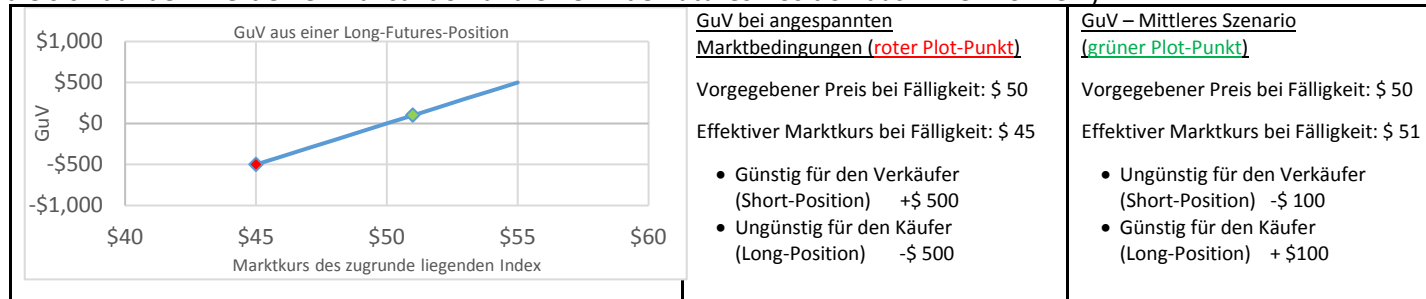 GuV aus einer Long-Futures-Position
$1,000
$500
$0
-$500
-$1,000
GuV
$40 $45 $50 $55 $60
Marktkurs des zugrunde liegenden Index
GuV bei angespannten
Marktbedingungen (roter Plot-Punkt)
Vorgegebener Preis bei Fälligkeit: $ 50
Effektiver Marktkurs bei Fälligkeit: $ 45
• Günstig für den Verkäufer
(Short-Position) +$ 500
• Ungünstig für den Käufer
(Long-Position) -$ 500
GuV – Mittleres Szenario
(grüner Plot-Punkt)
Vorgegebener Preis bei Fälligkeit: $ 50
Effektiver Marktkurs bei Fälligkeit: $ 51
• Ungünstig für den Verkäufer
(Short-Position) -$ 100
• Günstig für den Käufer
(Long-Position) + $100